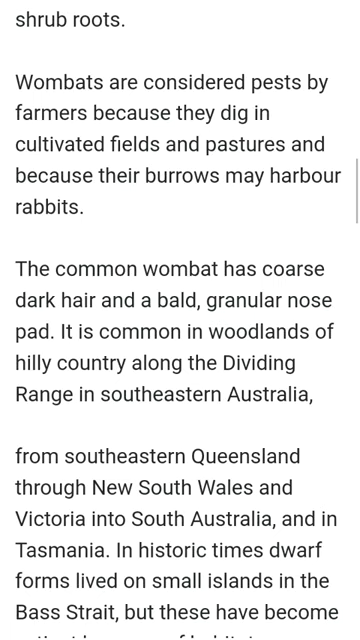 shrub roots.
Wombats are considered pests by
farmers because they dig in
cultivated fields and pastures and
because their burrows may harbour
rabbits.
The common wombat has coarse
dark hair and a bald, granular nose
pad. It is common in woodlands of
hilly country along the Dividing
Range in southeastern Australia,
from southeastern Queensland
through New South Wales and
Victoria into South Australia, and in
Tasmania. In historic times dwarf
forms lived on small islands in the
Bass Strait, but these have become